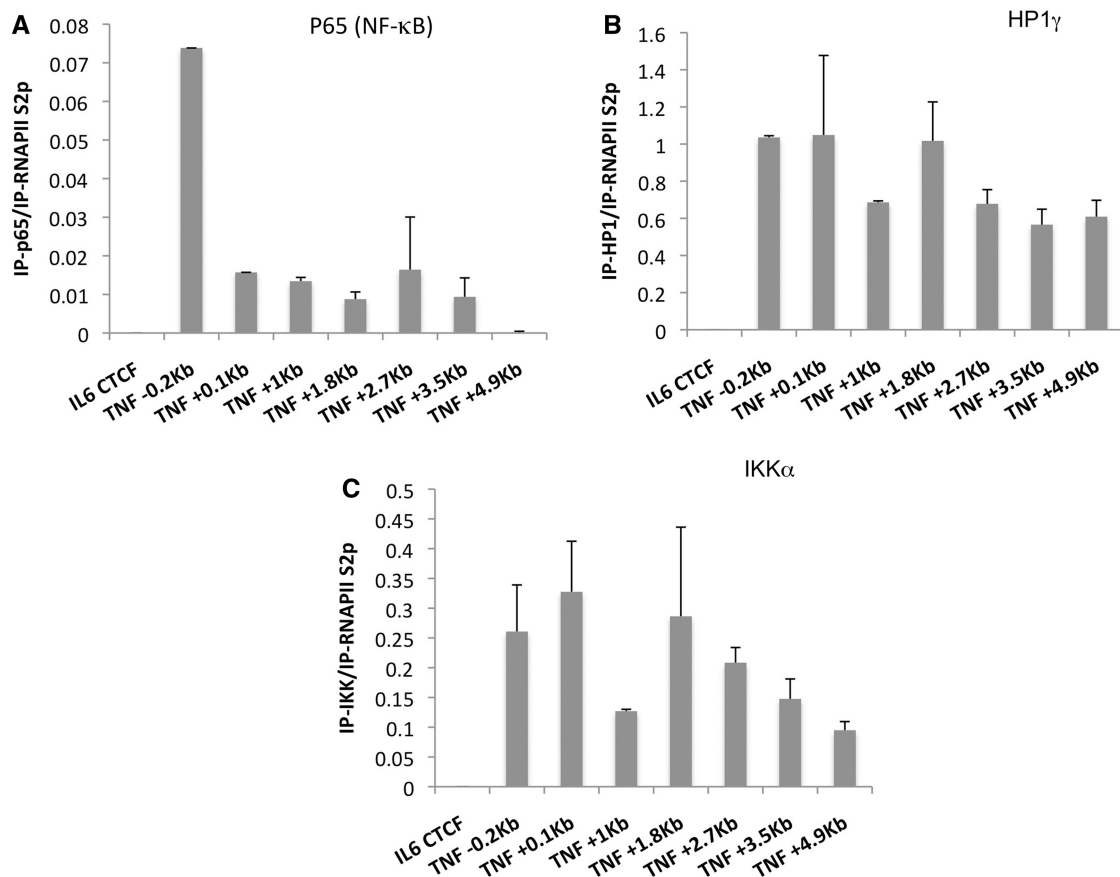 A
P65 (NF-κB)
IP-p65/IP-RNAPII S2p
0.08
0.07
0.06
0.05
0.04
0.03
0.02
0.01
0
IL6 CTCF
TNF -0.2Kb
TNF +0.1Kb
TNF +1Kb
TNF +1.8Kb
TNF +2.7Kb
TNF +3.5Kb
TNF +4.9Kb
B
HP1γ
IP-HP1/IP-RNAPII S2p
1.6
1.4
1.2
1
0.8
0.6
0.4
0.2
0
IL6 CTCF
TNF -0.2Kb
TNF +0.1Kb
TNF +1Kb
TNF +1.8Kb
TNF +2.7Kb
TNF +3.5Kb
TNF +4.9Kb
C
IKKα
IP-IKK/IP-RNAPII S2p
0.5
0.45
0.4
0.35
0.3
0.25
0.2
0.15
0.1
0.05
0
IL6 CTCF
TNF -0.2Kb
TNF +0.1Kb
TNF +1Kb
TNF +1.8Kb
TNF +2.7Kb
TNF +3.5Kb
TNF +4.9Kb